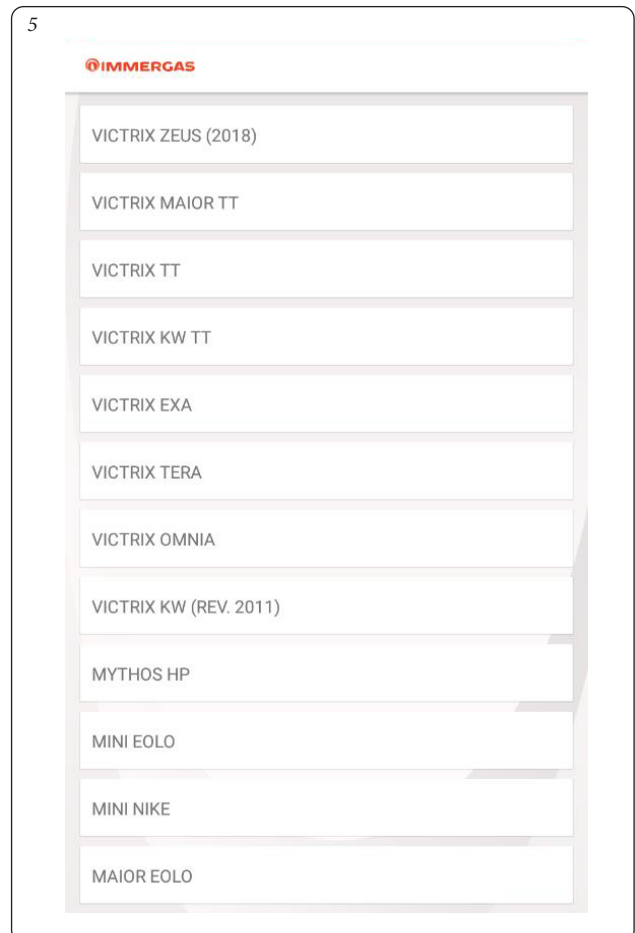 5
IMMERGAS
VICTRIX ZEUS (2018)
VICTRIX MAIOR TT
VICTRIX TT
VICTRIX KW TT
VICTRIX EXA
VICTRIX TERA
VICTRIX OMNIA
VICTRIX KW (REV. 2011)
MYTHOS HP
MINI EOLO
MINI NIKE
MAIOR EOLO